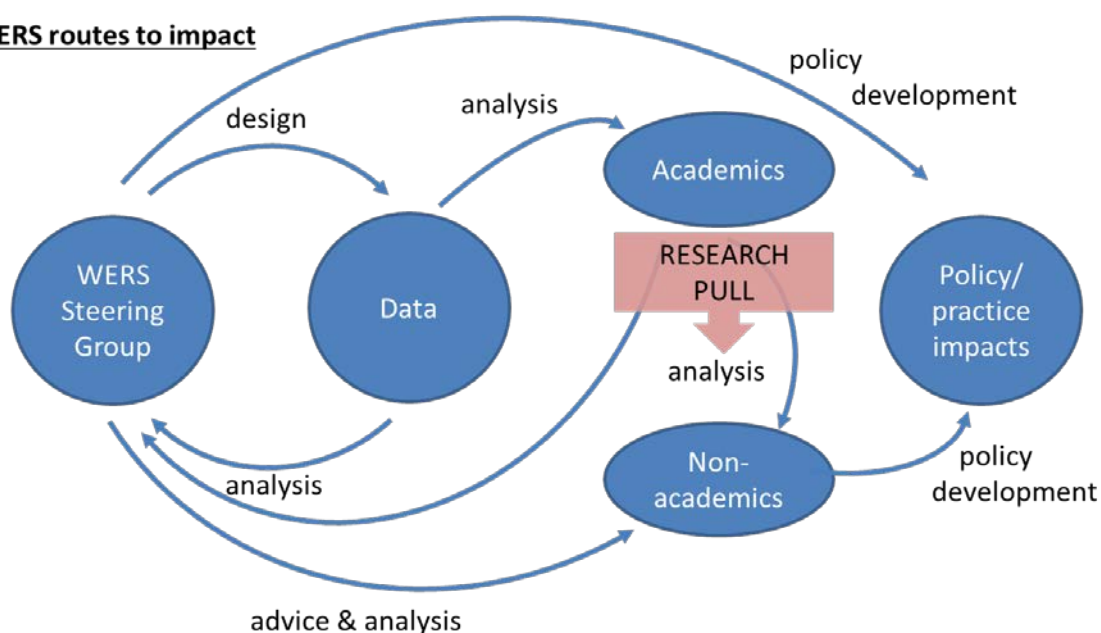 ERS routes to impact
policy
development
analysis
design
Academics
RESEARCH
PULL
WERS
Steering
Group
Data
Policy/
practice
impacts
analysis
Non-
academics
analysis
policy
development
advice & analysis